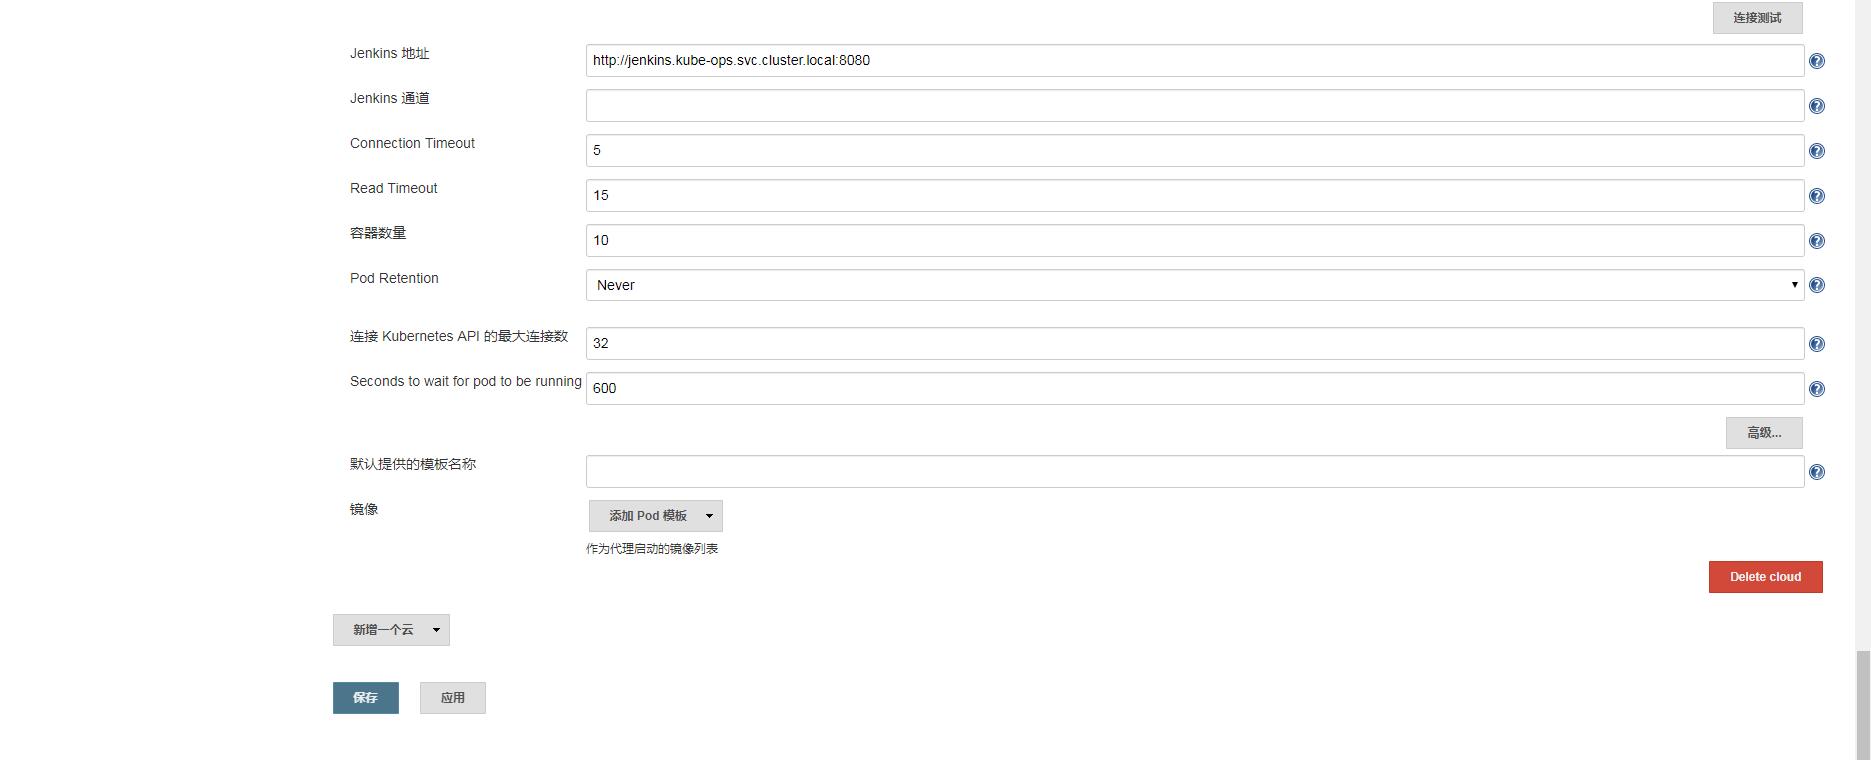 连接测试
Jenkins 地址
http://jenkins.kube-ops.svc.cluster.local:8080
Jenkins 通道
Connection Timeout
5
Read Timeout
15
容器数量
10
Pod Retention
Never
连接 Kubernetes API 的最大连接数
32
Seconds to wait for pod to be running
600
高级...
默认提供的模板名称
镜像
添加 Pod 模板
作为代理启动的镜像列表
Delete cloud
新增一个云
保存
应用